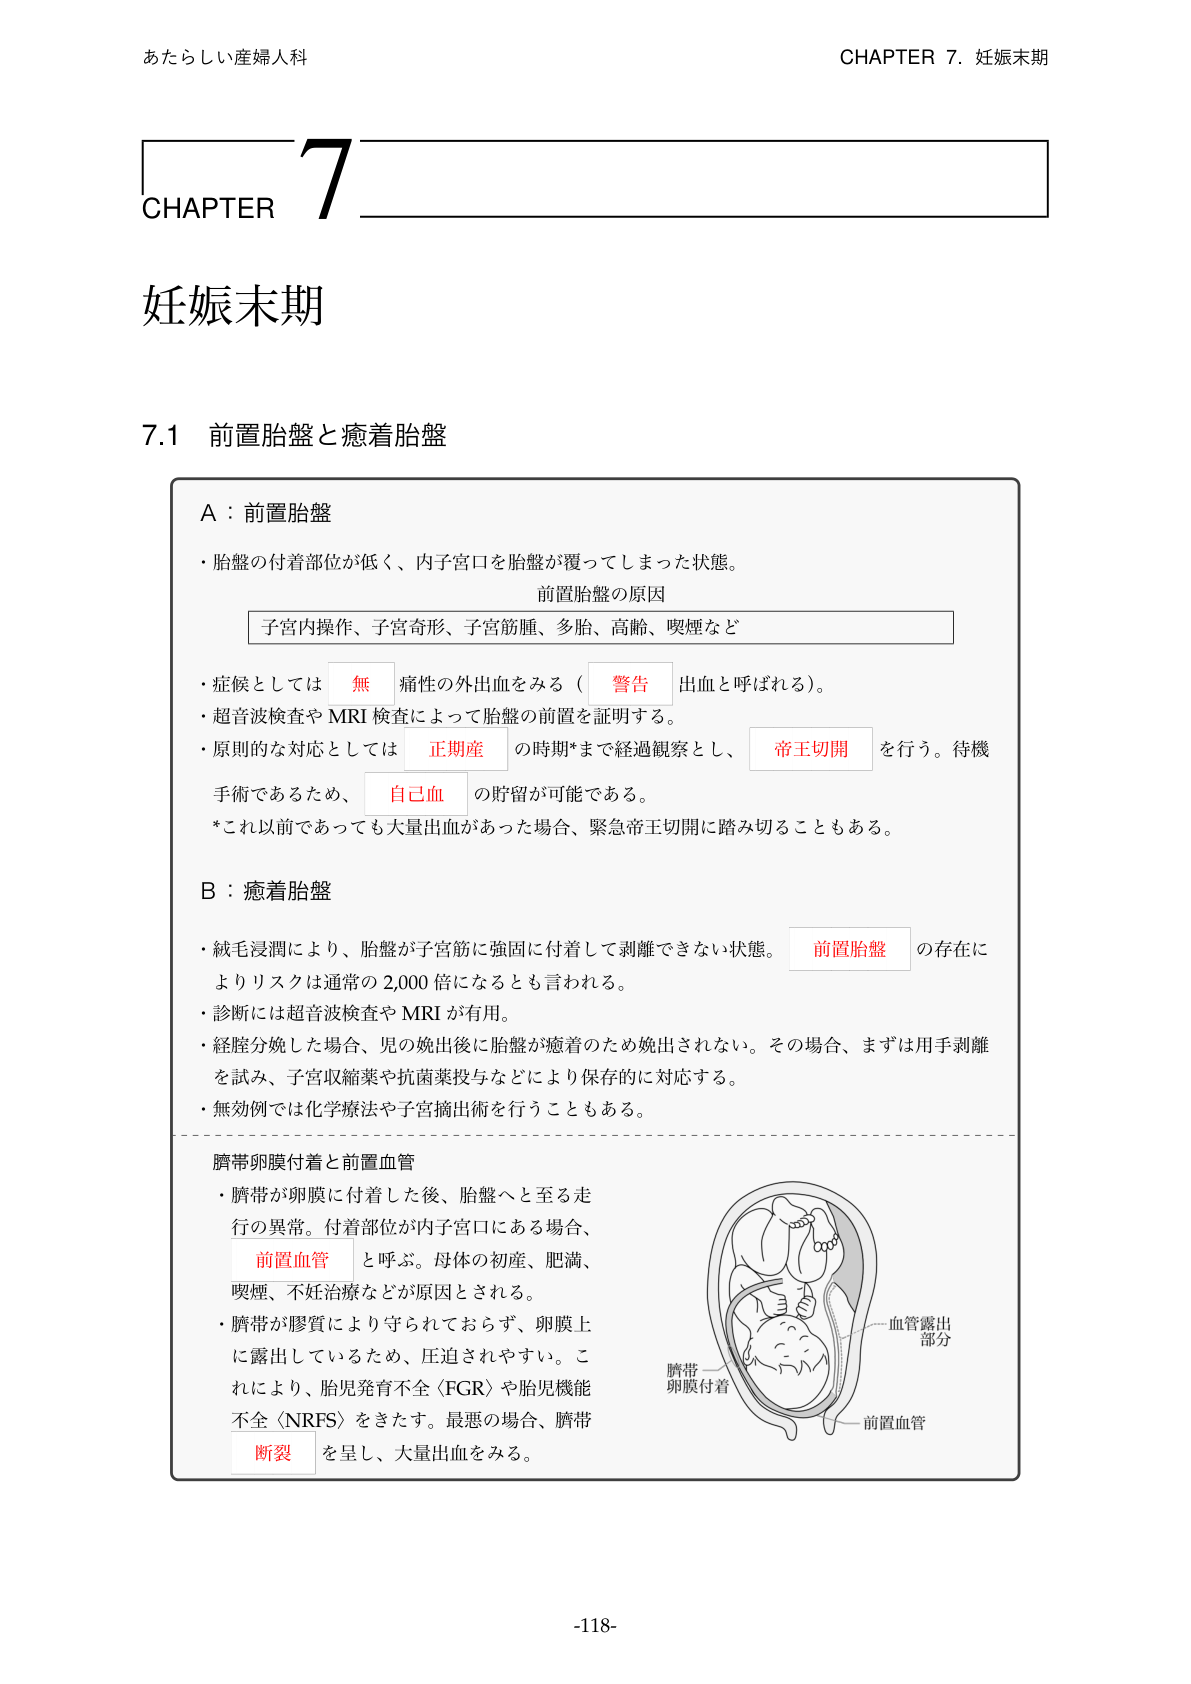 あたらしい産婦人科
CHAPTER 7. 妊娠末期
CHAPTER 7
妊娠末期
7.1 前置胎盤と癒着胎盤
A：前置胎盤
・胎盤の付着部位が低く、内子宮口を胎盤が覆ってしまった状態。
前置胎盤の原因
子宮内操作、子宮奇形、子宮筋腫、多胎、高齢、喫煙など
・症候としては 無 痛性の外出血をみる（ 警告 出血と呼ばれる）。
・超音波検査や MRI 検査によって胎盤の前置を証明する。
・原則的な対応としては 正期産 の時期*まで経過観察とし、 帝王切開 を行う。待機
手術であるため、 自己血 の貯留が可能である。
*これ以前であっても大量出血があった場合、緊急帝王切開に踏み切ることもある。
B：癒着胎盤
・絨毛浸潤により、胎盤が子宮筋に強固に付着して剥離できない状態。 前置胎盤 の存在に
よりリスクは通常の 2,000 倍になるとも言われる。
・診断には超音波検査や MRI が有用。
・経腟分娩した場合、児の娩出後に胎盤が癒着のため娩出されない。その場合、まずは用手剥離
を試み、子宮収縮薬や抗菌薬投与などにより保存的に対応する。
・無効例では化学療法や子宮摘出術を行うこともある。
臍帯卵膜付着と前置血管
・臍帯が卵膜に付着した後、胎盤へと至る走
行の異常。付着部位が内子宮口にある場合、
前置血管 と呼ぶ。母体の初産、肥満、
喫煙、不妊治療などが原因とされる。
・臍帯が膠質により守られておらず、卵膜上
に露出しているため、圧迫されやすい。こ
れにより、胎児発育不全〈FGR〉や胎児機能
不全〈NRFS〉をきたす。最悪の場合、臍帯
断裂 を呈し、大量出血をみる。
血管露出
部分
臍帯
卵膜付着
前置血管
-118-